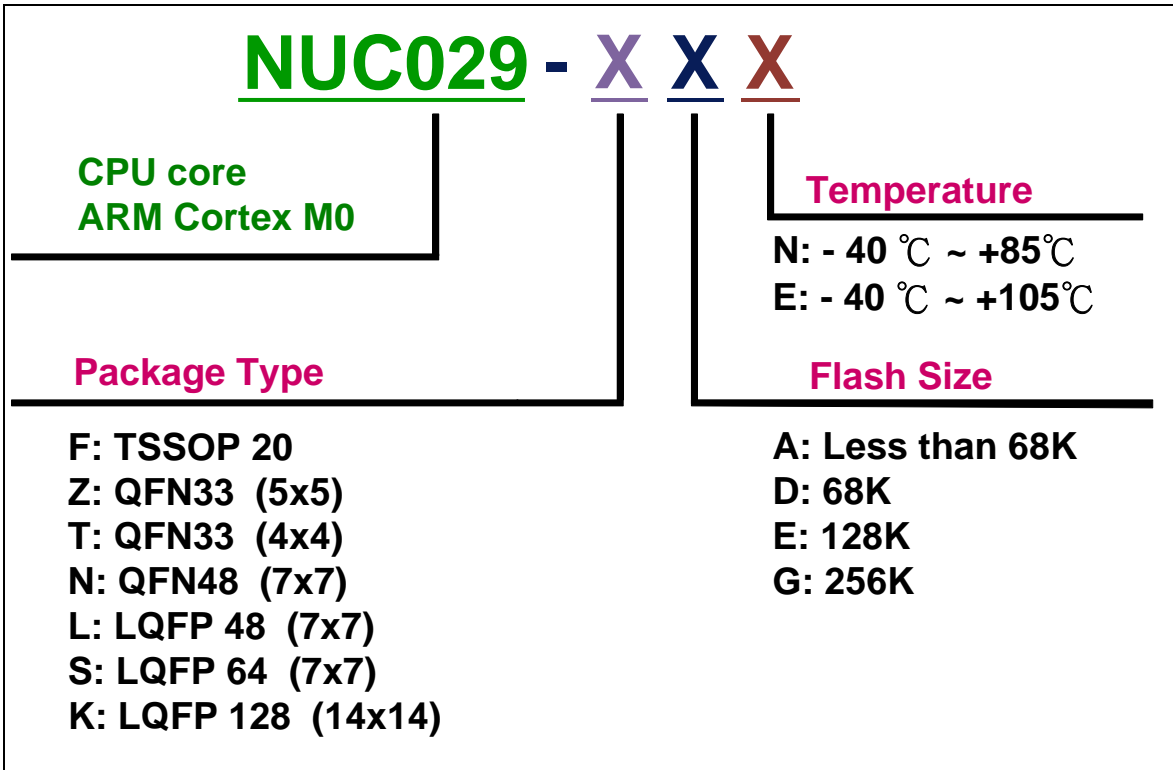 NUC029 - X X X
CPU core
ARM Cortex M0
Temperature
N: - 40 ℃ ~ +85℃
E: - 40 ℃ ~ +105℃
Package Type
F: TSSOP 20
Z: QFN33 (5x5)
T: QFN33 (4x4)
N: QFN48 (7x7)
L: LQFP 48 (7x7)
S: LQFP 64 (7x7)
K: LQFP 128 (14x14)
Flash Size
A: Less than 68K
D: 68K
E: 128K
G: 256K